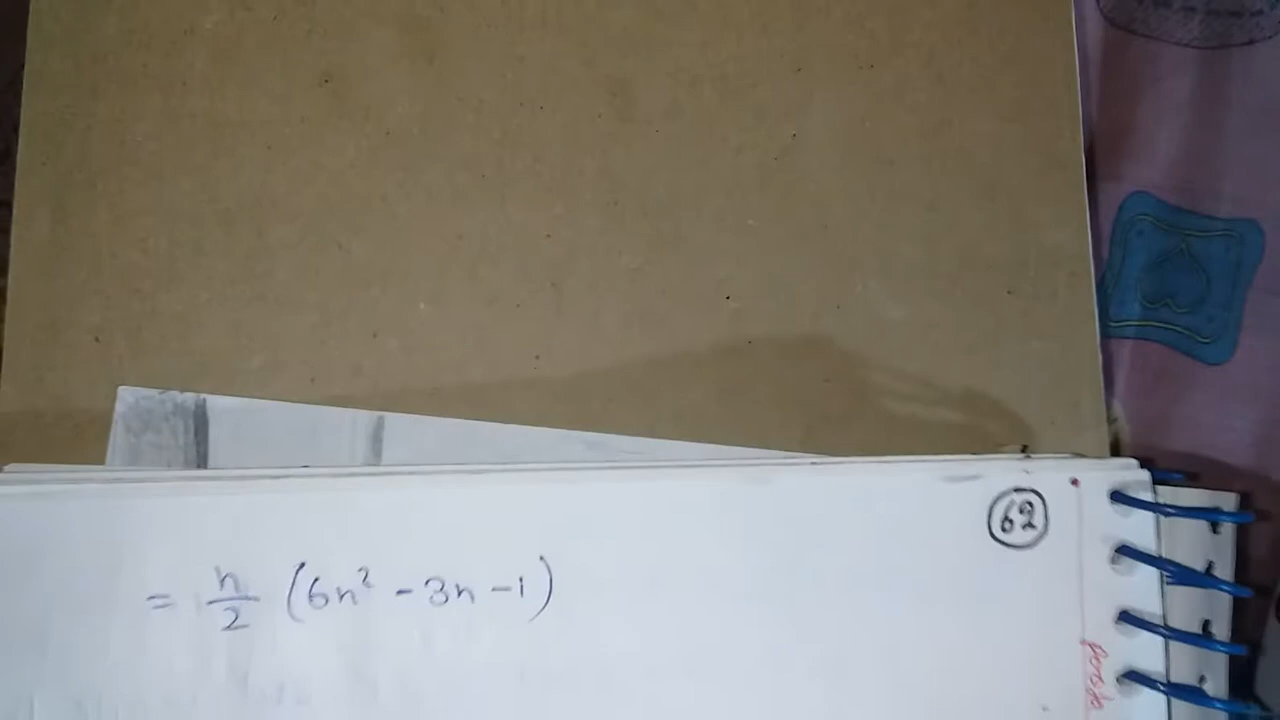 62
= n/2 (6n² - 3n - 1)